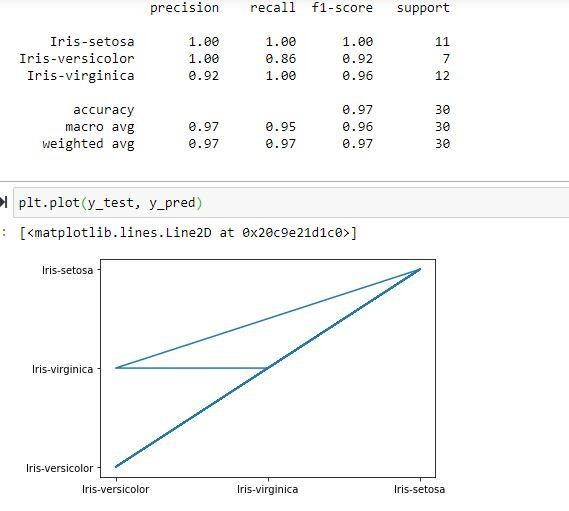 precision recall f1-score support
Iris-setosa 1.00 1.00 1.00 11
Iris-versicolor 1.00 0.86 0.92 7
Iris-virginica 0.92 1.00 0.96 12
accuracy 0.97 30
macro avg 0.97 0.95 0.96 30
weighted avg 0.97 0.97 0.97 30
plt.plot(y_test, y_pred)
: [<matplotlib.lines.Line2D at 0x20c9e21d1c0>]
Iris-setosa
Iris-virginica
Iris-versicolor
Iris-versicolor Iris-virginica Iris-setosa